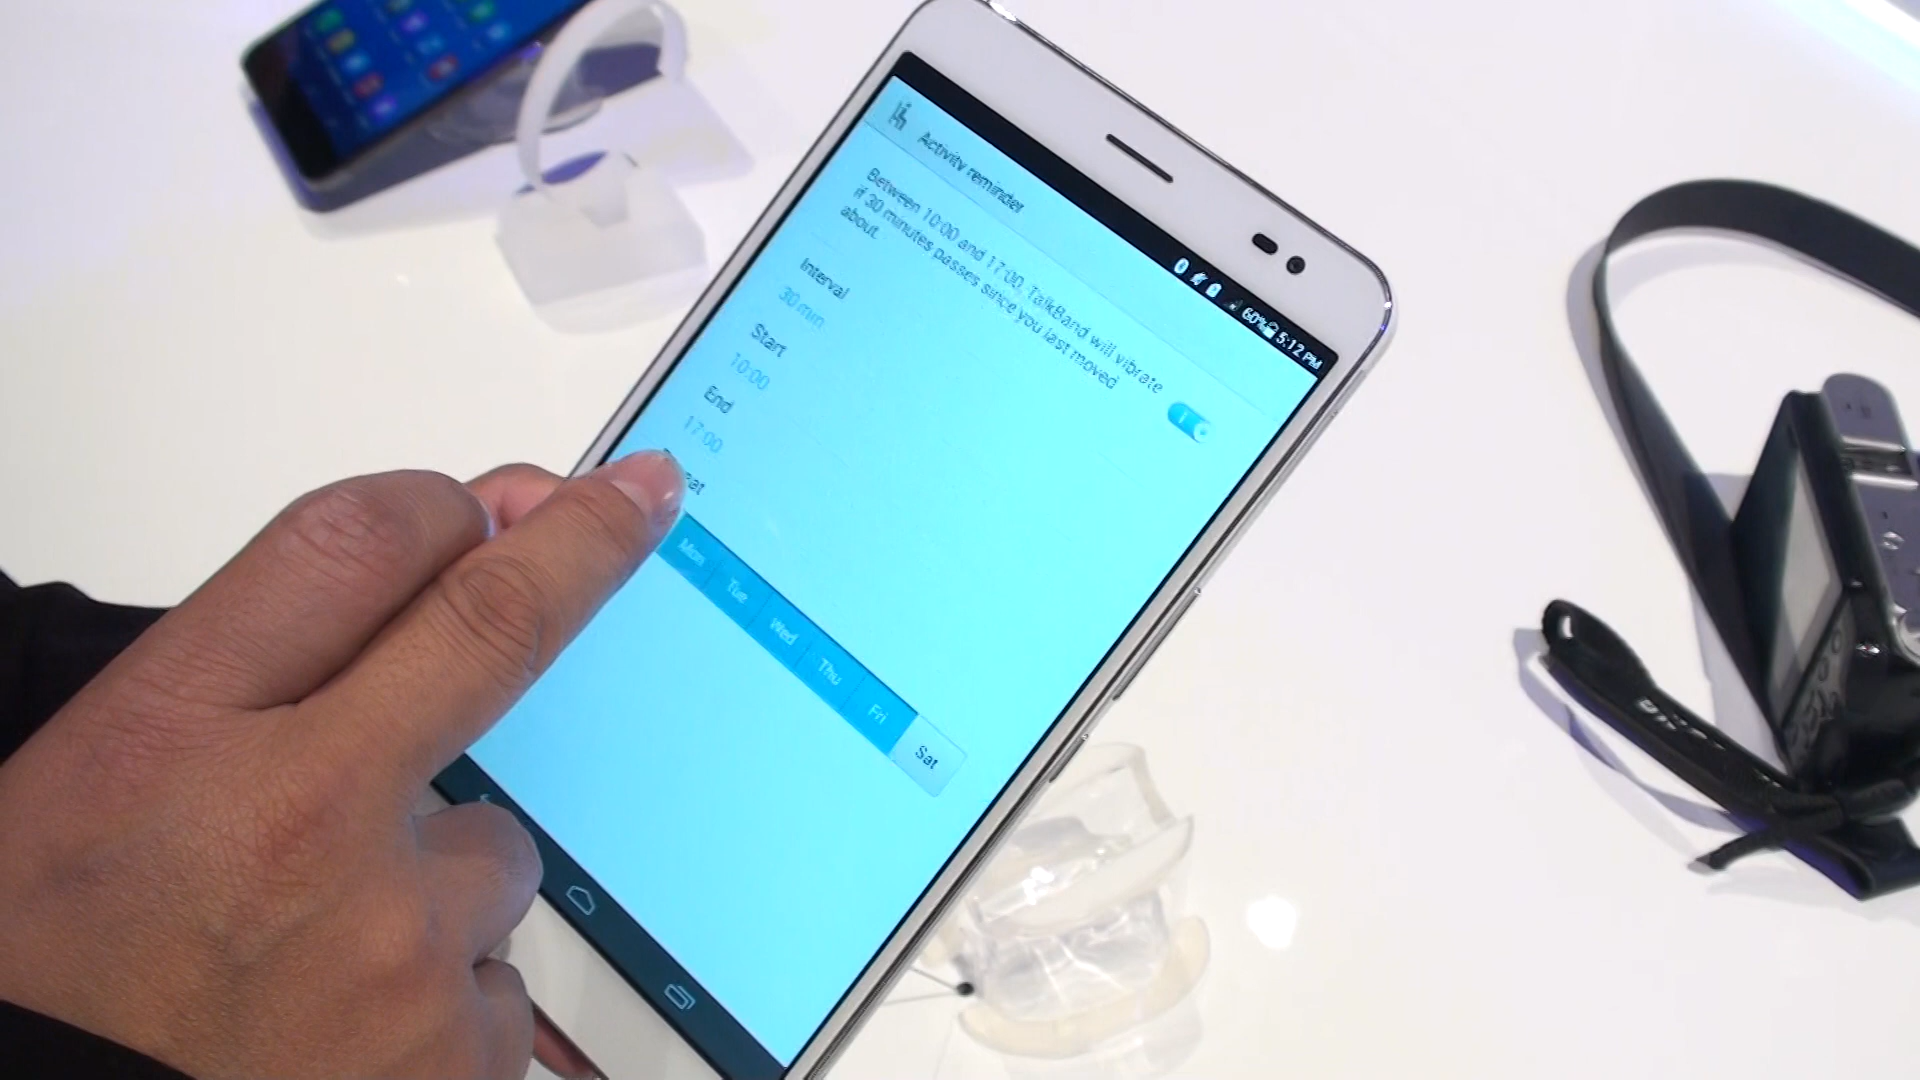 60% 5:12 PM
Activity reminder
Between 10:00 and 17:00, TalkBand will vibrate
if 30 minutes passes since you last moved
about.
Interval
30 min
Start
10:00
End
17:00
Mon Tue Wed Thu Fri Sat